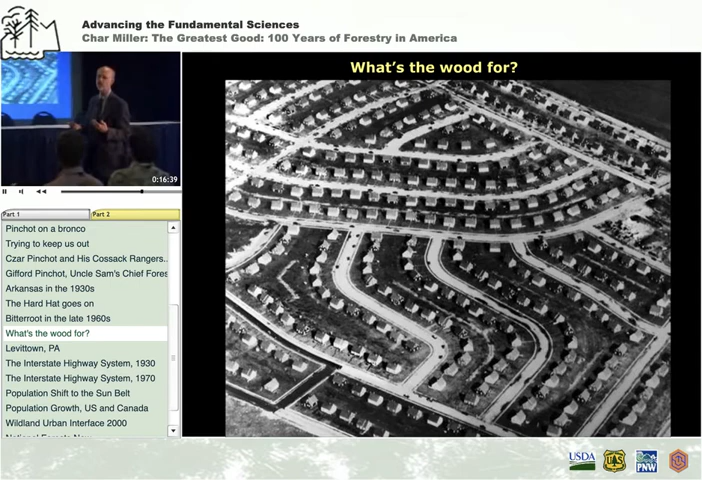 Advancing the Fundamental Sciences
Char Miller: The Greatest Good: 100 Years of Forestry in America
What's the wood for?
0:16:39
Part 1
Part 2
Pinchot on a bronco
Trying to keep us out
Czar Pinchot and His Cossack Rangers..
Gifford Pinchot, Uncle Sam's Chief Fores
Arkansas in the 1930s
The Hard Hat goes on
Bitterroot in the late 1960s
What's the wood for?
Levittown, PA
The Interstate Highway System, 1930
The Interstate Highway System, 1970
Population Shift to the Sun Belt
Population Growth, US and Canada
Wildland Urban Interface 2000
USDA
UAS
PNW